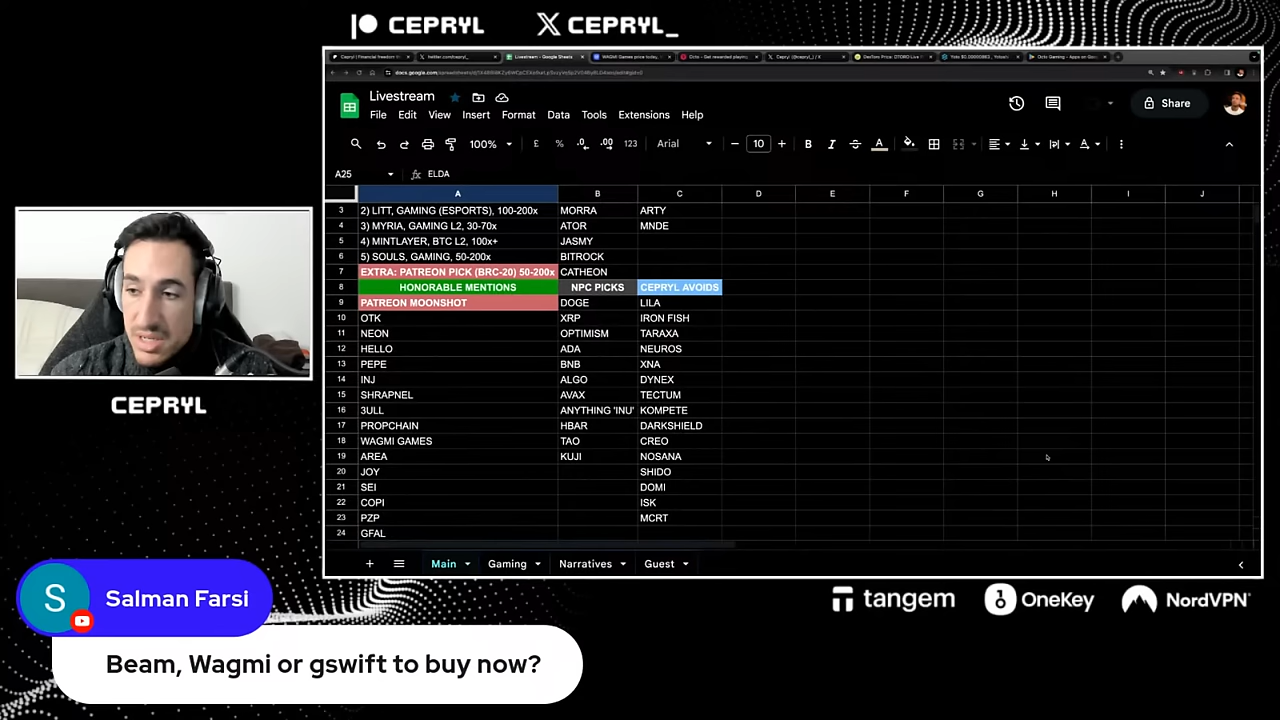 CEPRYL
CEPRYL_
Livestream - Google Sheets
Livestream
File Edit View Insert Format Data Tools Extensions Help
Share
100% £ % .0 .00 123 Arial 10 B I A
A25 fx ELDA
A B C D E F G H I J
3 2) LITT, GAMING (ESPORTS), 100-200x MORRA ARTY
4 3) MYRIA, GAMING L2, 30-70x ATOR MNDE
5 4) MINTLAYER, BTC L2, 100x+ JASMY
6 5) SOULS, GAMING, 50-200x BITROCK
7 EXTRA: PATREON PICK (BRC-20) 50-200x CATHEON
8 HONORABLE MENTIONS NPC PICKS CEPRYL AVOIDS
9 PATREON MOONSHOT DOGE LILA
10 OTK XRP IRON FISH
11 NEON OPTIMISM TARAXA
12 HELLO ADA NEUROS
13 PEPE BNB XNA
14 INJ ALGO DYNEX
15 SHRAPNEL AVAX TECTUM
16 3ULL ANYTHING 'INU' KOMPETE
17 PROPCHAIN HBAR DARKSHIELD
18 WAGMI GAMES TAO CREO
19 AREA KUJI NOSANA
20 JOY SHIDO
21 SEI DOMI
22 COPI ISK
23 PZP MCRT
24 GFAL
Main Gaming Narratives Guest
CEPRYL
tangem OneKey NordVPN
S Salman Farsi
Beam, Wagmi or gswift to buy now?